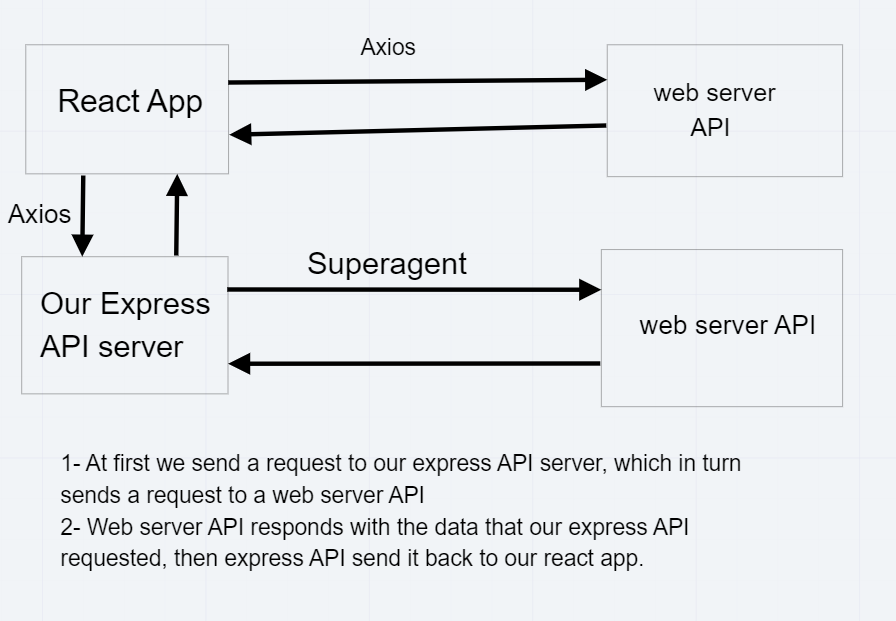 Axios
React App
web server
API
Axios
Superagent
Our Express
API server
web server API
1- At first we send a request to our express API server, which in turn
sends a request to a web server API
2- Web server API responds with the data that our express API
requested, then express API send it back to our react app.